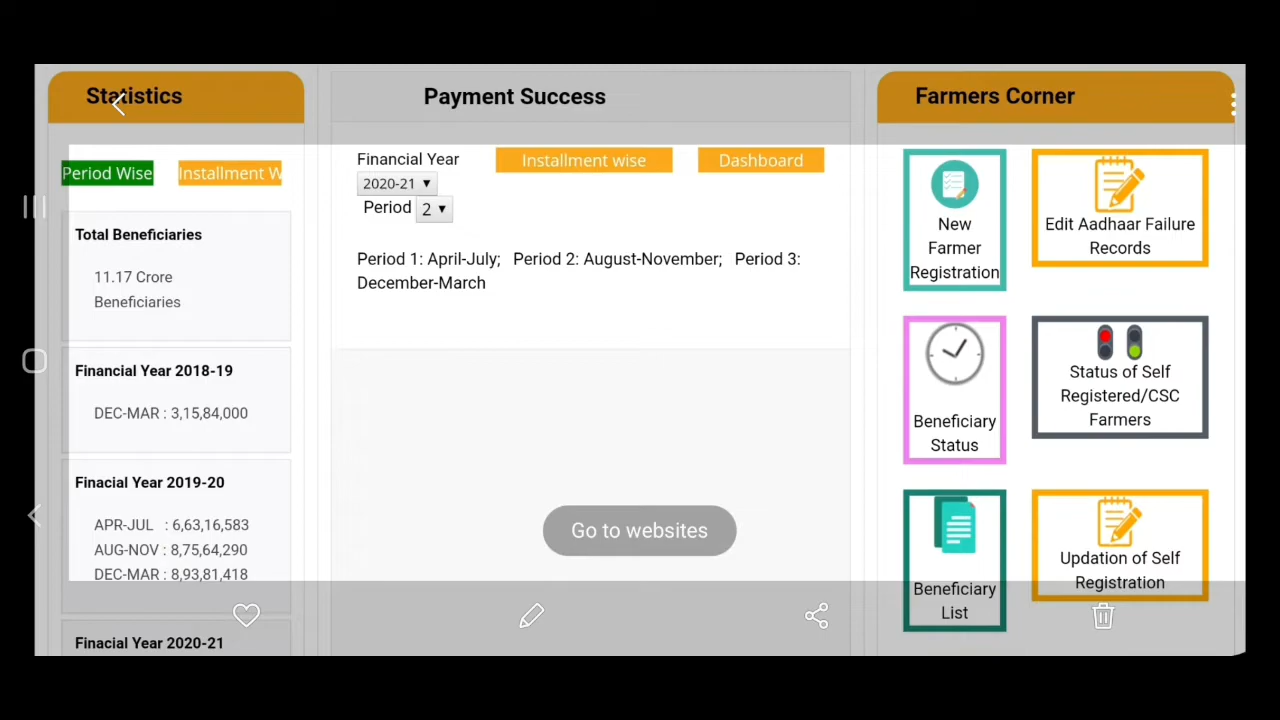 Statistics
Period Wise
Installment W
Total Beneficiaries
11.17 Crore
Beneficiaries
Financial Year 2018-19
DEC-MAR : 3,15,84,000
Finacial Year 2019-20
APR-JUL : 6,63,16,583
AUG-NOV : 8,75,64,290
DEC-MAR : 8,93,81,418
Finacial Year 2020-21
Payment Success
Financial Year
Installment wise
Dashboard
2020-21
Period 2
Period 1: April-July; Period 2: August-November; Period 3:
December-March
Go to websites
Farmers Corner
New
Farmer
Registration
Edit Aadhaar Failure
Records
Beneficiary
Status
Status of Self
Registered/CSC
Farmers
Beneficiary
List
Updation of Self
Registration